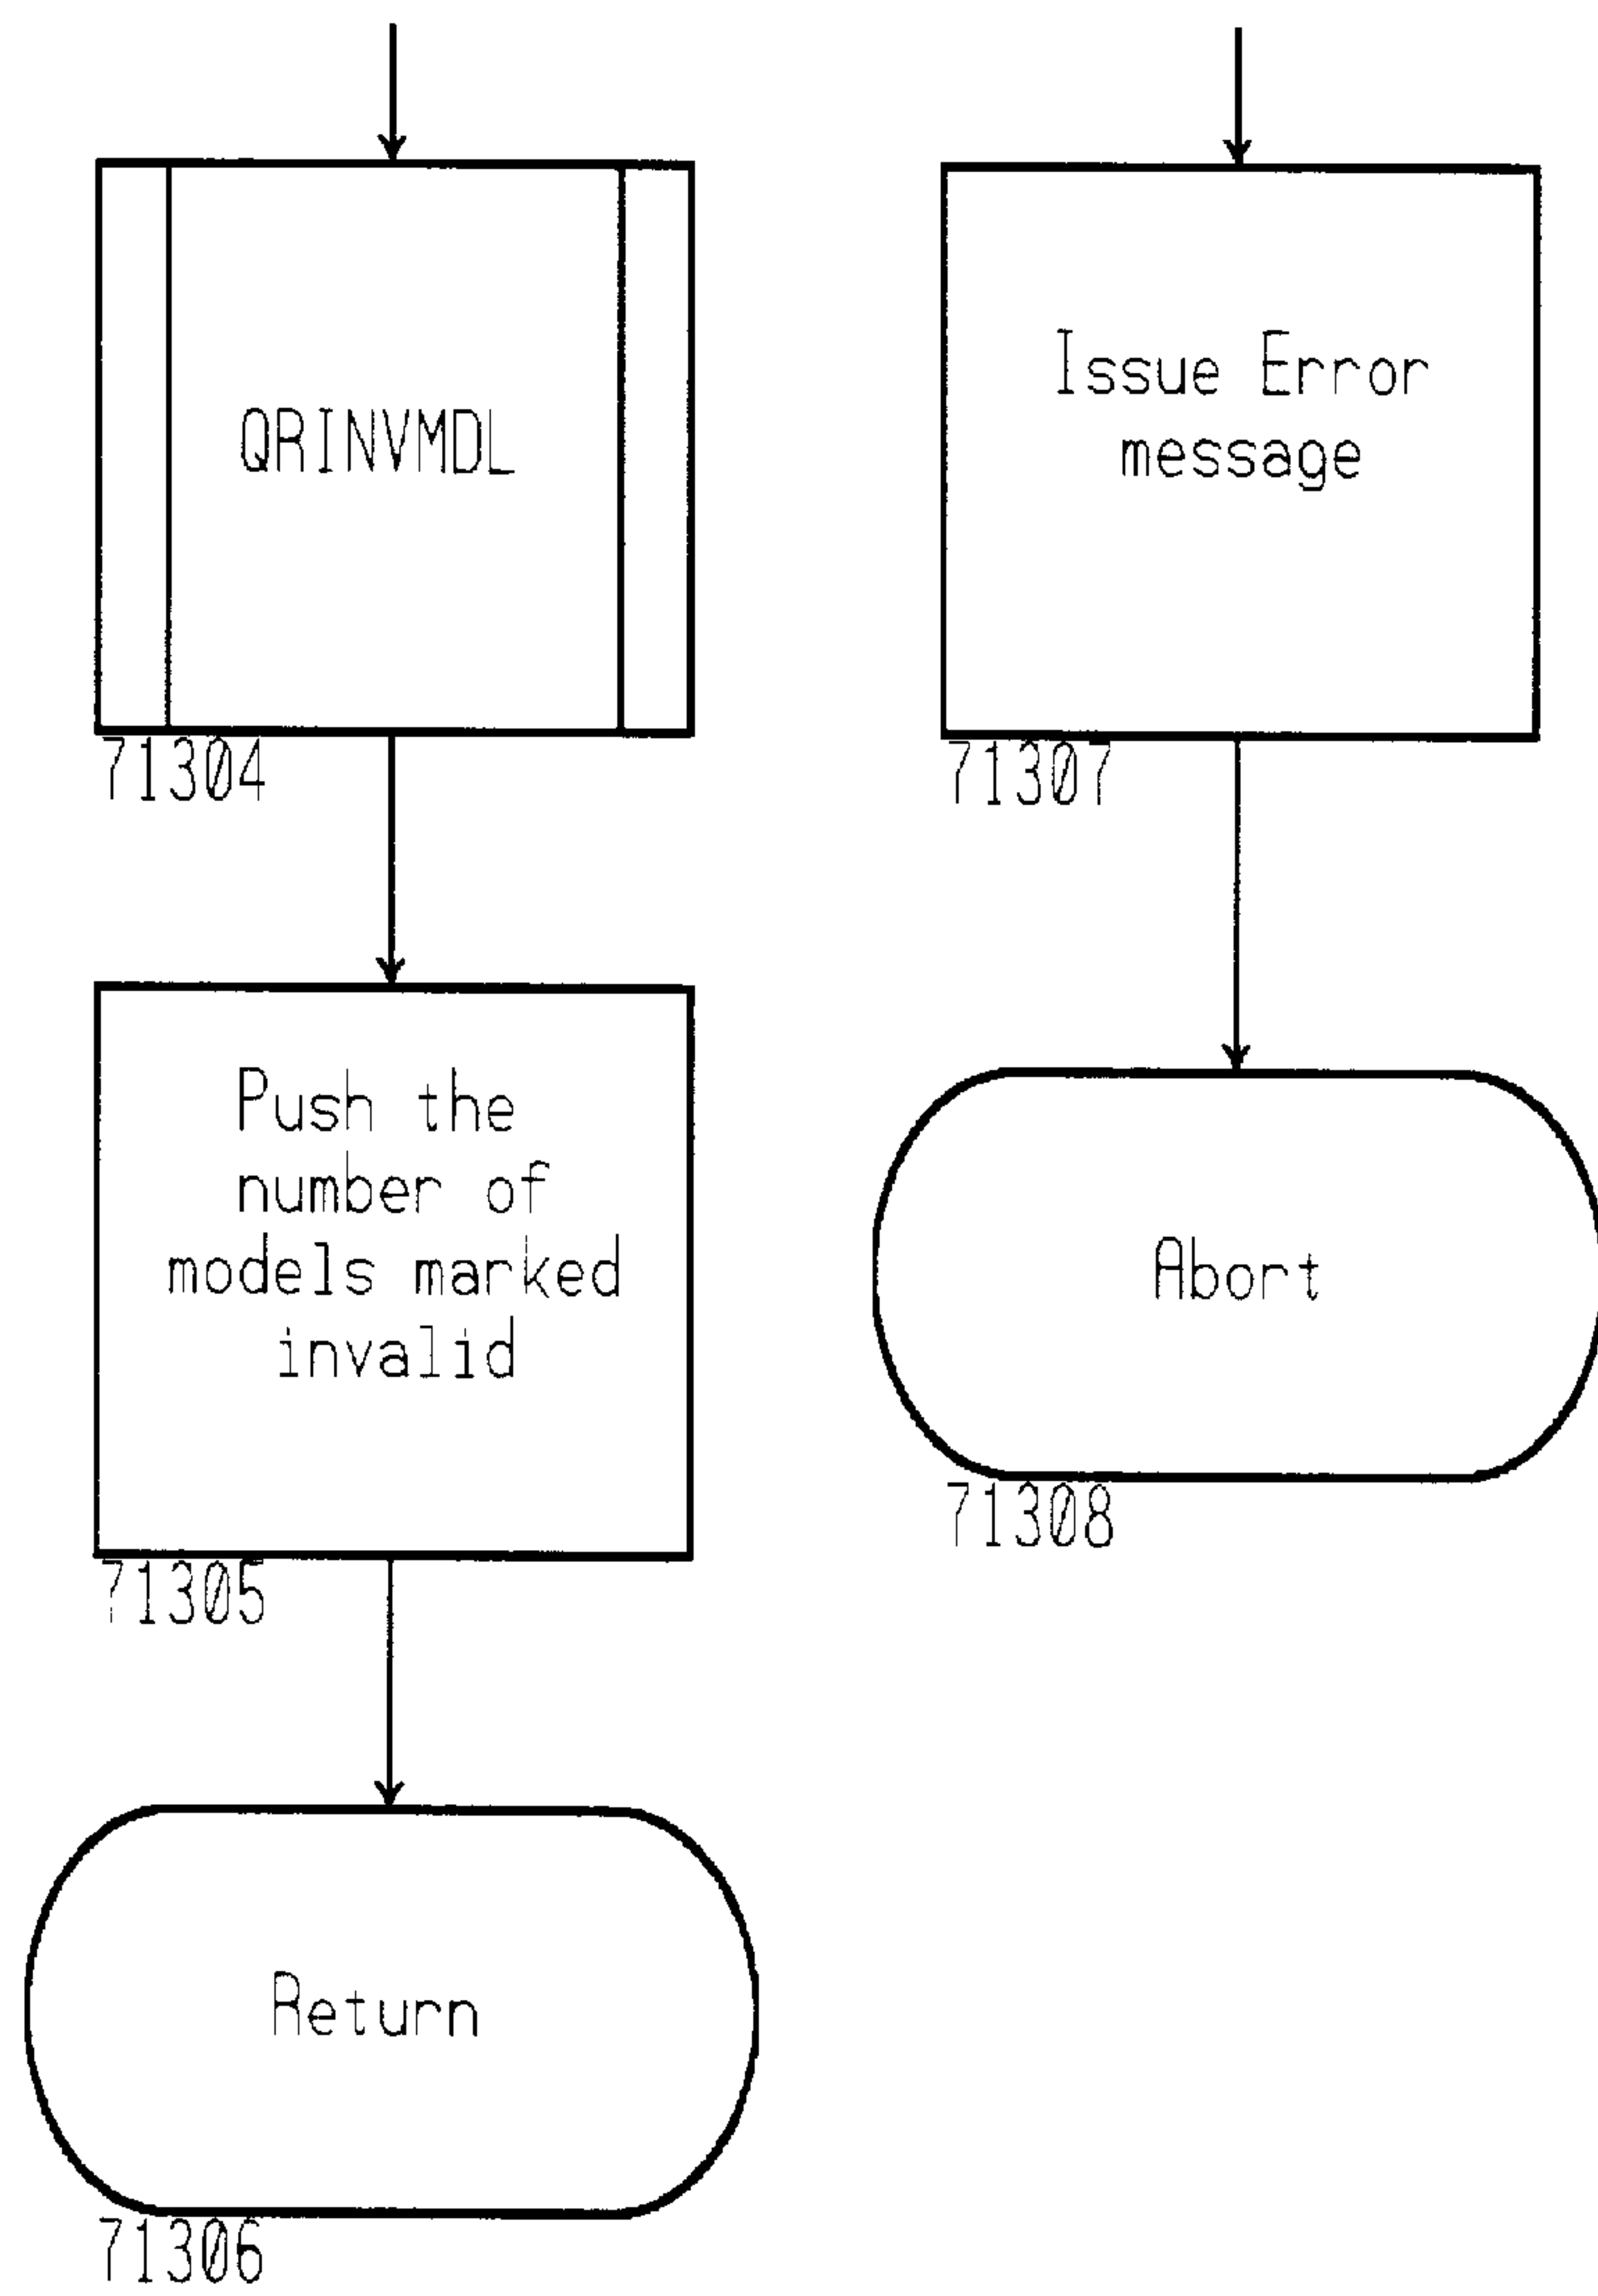 QRINVMDL
71304
Push the
number of
models marked
invalid
71305
Return
71306
Issue Error
message
71307
Abort
71308